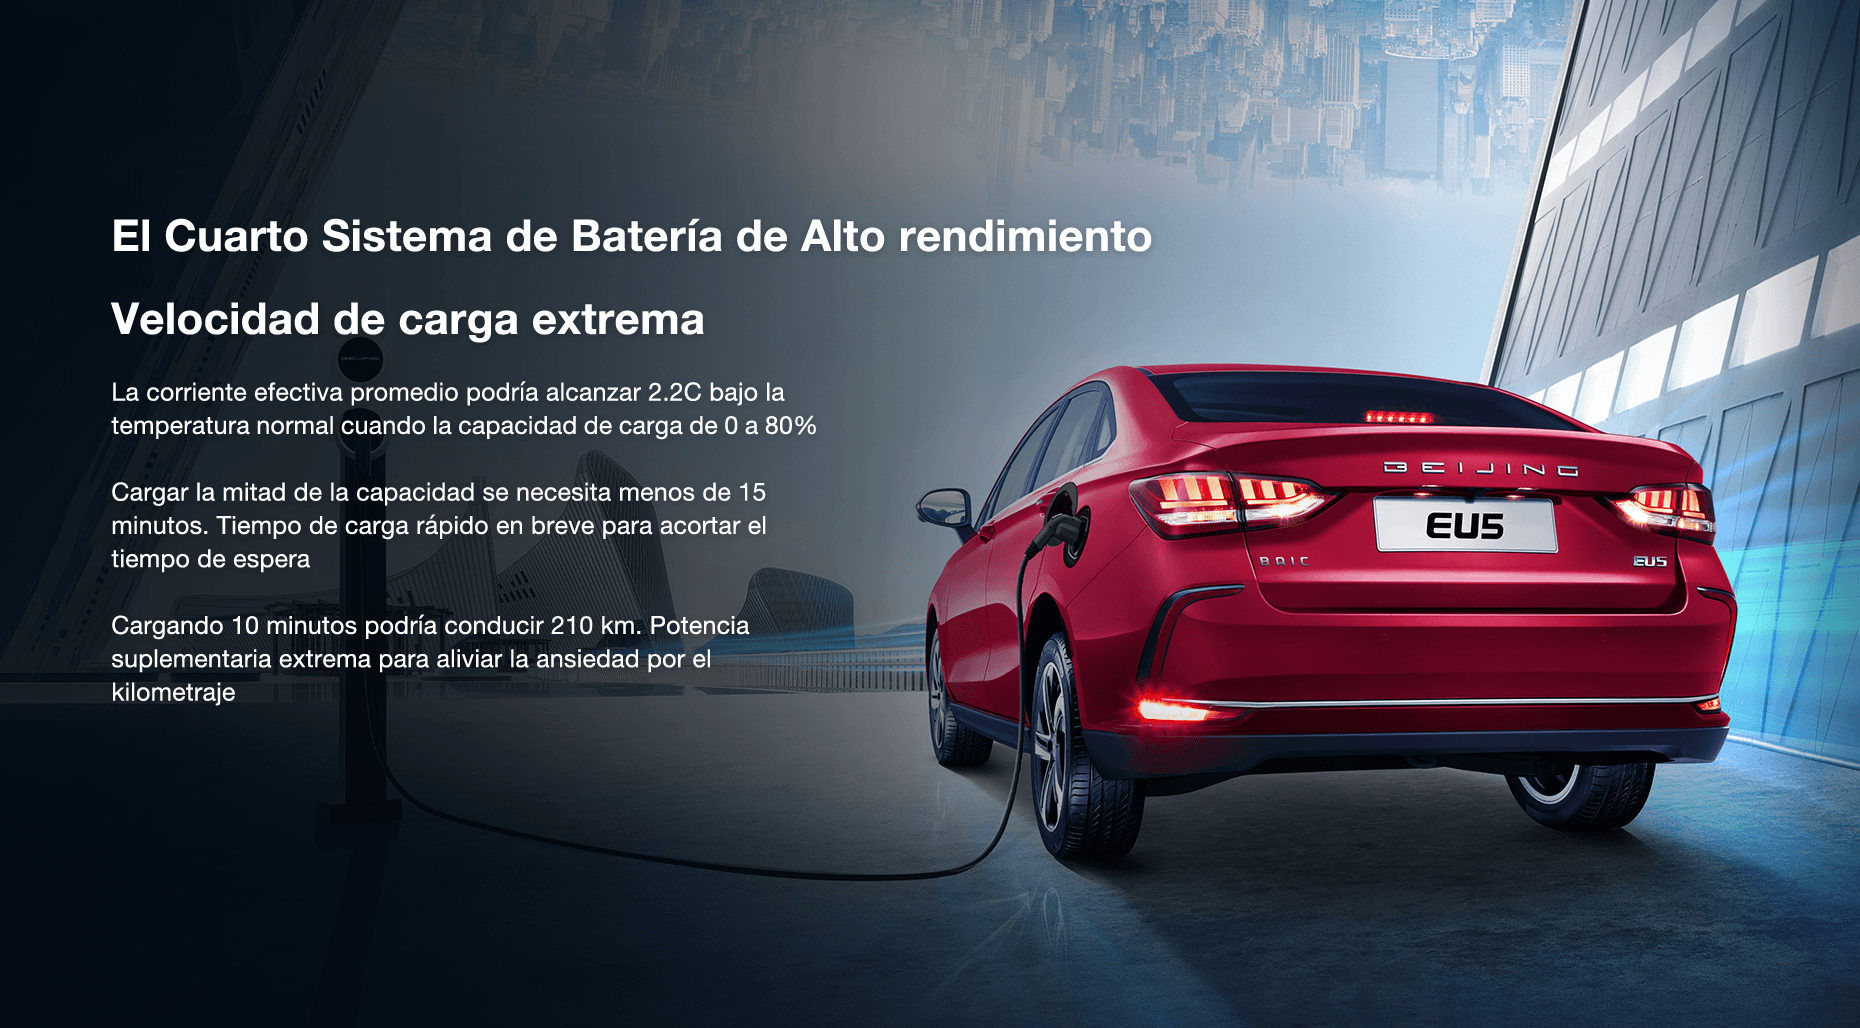 El Cuarto Sistema de Batería de Alto rendimiento
Velocidad de carga extrema
La corriente efectiva promedio podría alcanzar 2.2C bajo la
temperatura normal cuando la capacidad de carga de 0 a 80%
Cargar la mitad de la capacidad se necesita menos de 15
minutos. Tiempo de carga rápido en breve para acortar el
tiempo de espera
Cargando 10 minutos podría conducir 210 km. Potencia
suplementaria extrema para aliviar la ansiedad por el
kilometraje
BEIJING
BEIJING
EU5
BAIC
EU5